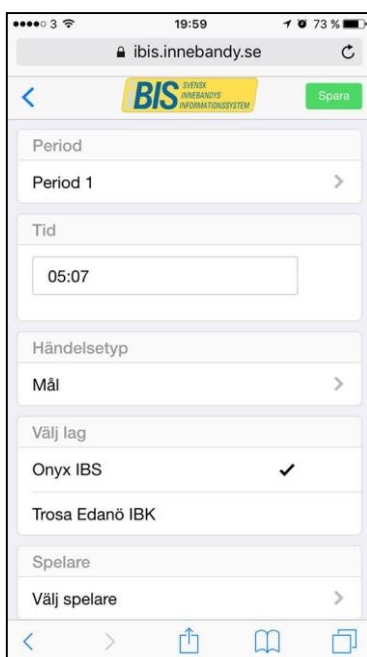 3 19:59 73 %
ibis.innebandy.se
BIS SVENSK INNEBANDYS INFORMATIONSSYSTEM
Spara
Period
Period 1
Tid
05:07
Händelsetyp
Mål
Välj lag
Onyx IBS
Trosa Edanö IBK
Spelare
Välj spelare